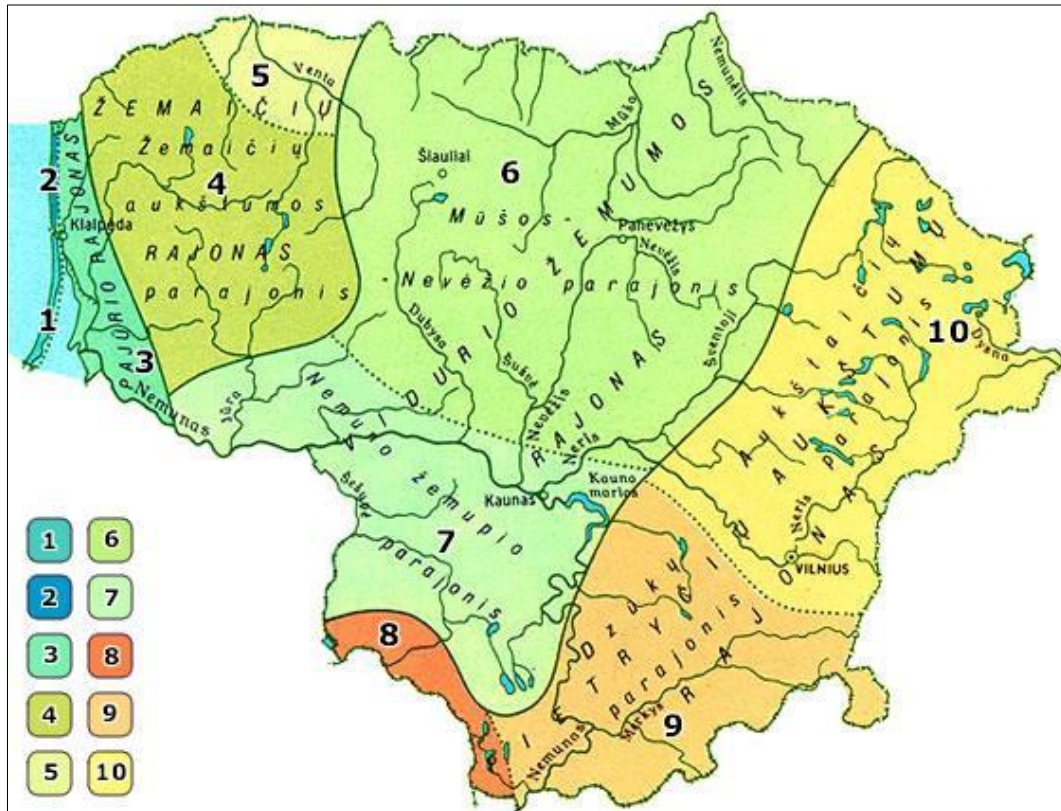 5
Venta
Nemunėlis
Mūša
ŽEMAIČIŲ
Žemaičių
4
aukštumos
RAJONAS
parajonis
2
Klaipėda
1
PAJŪRIO RAJONAS
3
Nemunas
Šiauliai
6
Mūšos-
-Nevėžio parajonis
Panevėžys
Nevėžis
VIDURIO ŽEMUMOS
RAJONAS
Dubysa
Šušvė
Nevėžis
Neris
Šventoji
Jūra
Nemuno
žemupio
parajonis
Šešupė
7
Kaunas
Kauno
marios
8
10
Dysna
Aukštaičių
parajonis
AUKŠTUMŲ
Neris
VILNIUS
Dzūkų
parajonis
PIETRYČIŲ
RAJONAS
Nemunas
Merkys
9
1
6
2
7
3
8
4
9
5
10